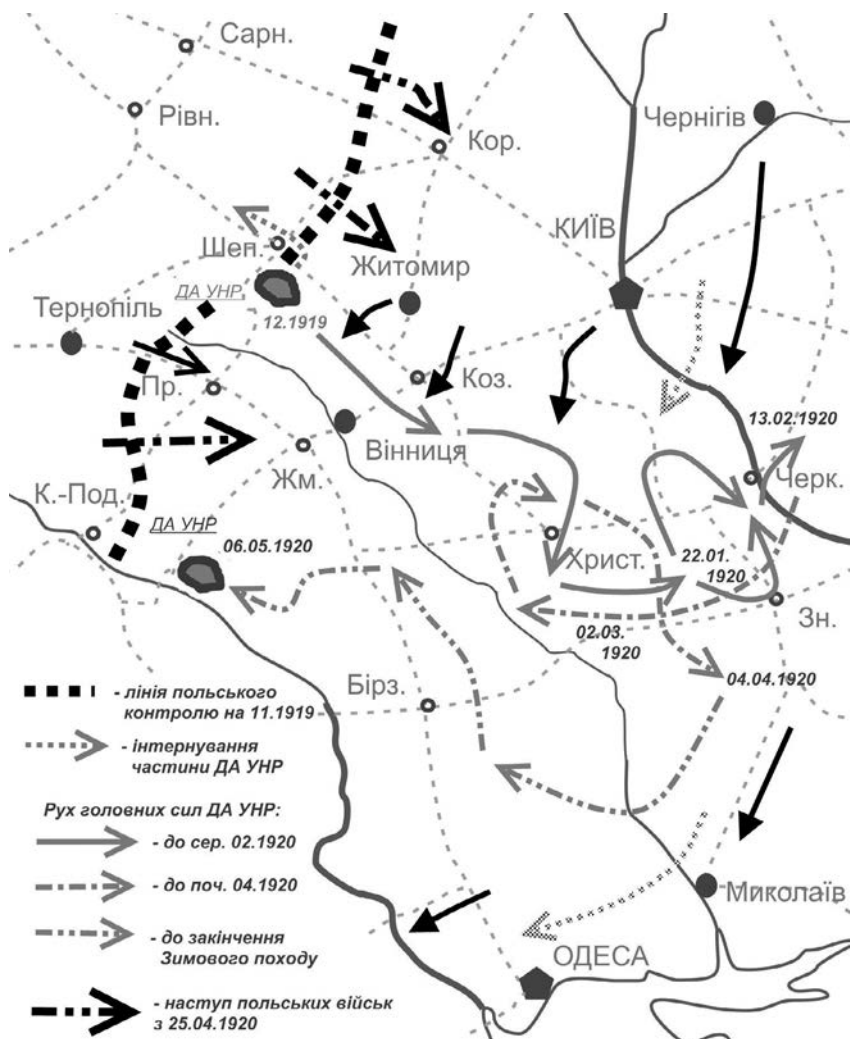 Сарн.
Рівн.
Кор.
Чернігів
КИЇВ
Шеп.
Житомир
ДА УНР
12.1919
Тернопіль
Пр.
Коз.
Вінниця
13.02.1920
Черк.
Жм.
К.-Под.
ДА УНР
06.05.1920
Христ.
22.01.
1920
Зн.
02.03.
1920
04.04.1920
Бірз.
- лінія польського
контролю на 11.1919
- інтернування
частини ДА УНР
Рух головних сил ДА УНР:
- до сер. 02.1920
- до поч. 04.1920
- до закінчення
Зимового походу
- наступ польських військ
з 25.04.1920
Миколаїв
ОДЕСА